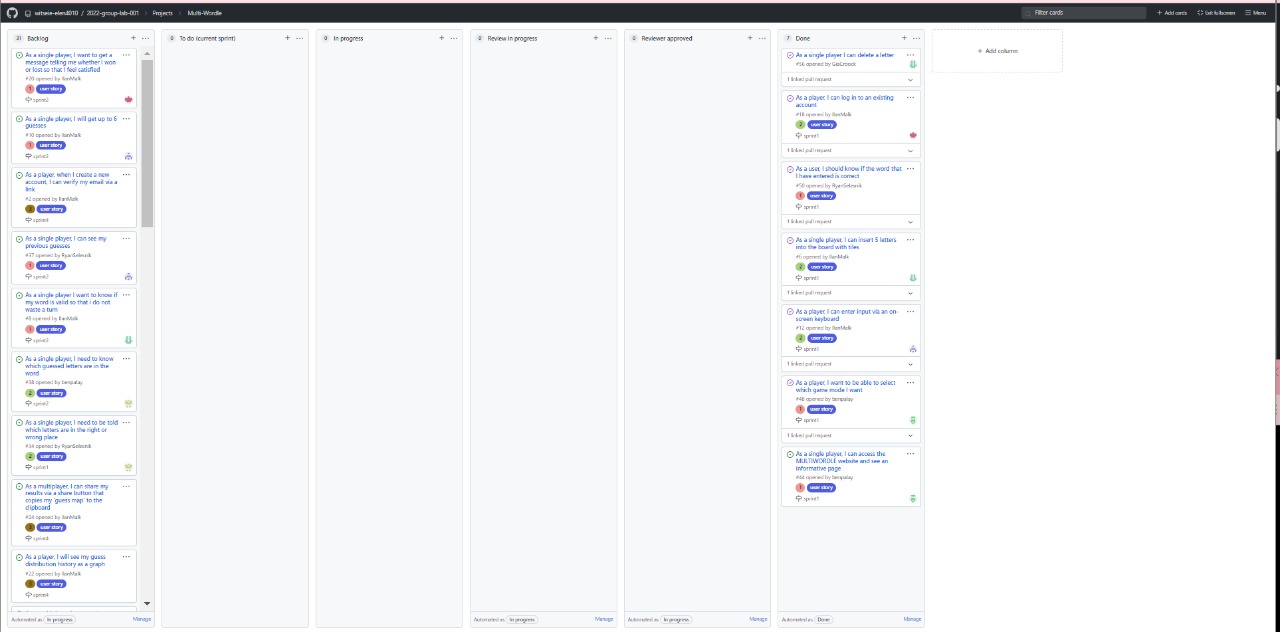 witseie-elen4010 / 2022-group-lab-001 Projects Multi-Wordle
Filter cards
Add cards
Exit fullscreen
Menu
21 Backlog
As a single player I want to get a
message telling me whether I won
or lost so that I feel satisfied
#20 opened by IlanMalk
1 user story
sprint2
As a single player, I will get up to 6
guesses
#10 opened by IlanMalk
1 user story
sprint2
As a player, when I create a new
account, I can verify my email via a
link
#2 opened by IlanMalk
user story
sprint4
As a single player, I can see my
previous guesses
#37 opened by RyanSelesnik
1 user story
sprint2
As a single player I want to know if
my word is valid so that i do not
waste a turn
#8 opened by IlanMalk
1 user story
sprint2
As a single player, I need to know
which guessed letters are in the
word
#38 opened by benpalay
2 user story
sprint2
As a single player, I need to be told
which letters are in the right or
wrong place
#34 opened by RyanSelesnik
2 user story
sprint1
As a multiplayer, I can share my
results via a share button that
copies my 'guess map' to the
clipboard
#24 opened by IlanMalk
user story
sprint4
As a player, I will see my guess
distribution history as a graph
#22 opened by IlanMalk
user story
sprint4
Automated as In progress Manage
0 To do (current sprint)
0 In progress
0 Review in progress
Automated as In progress Manage
0 Reviewer approved
Automated as In progress Manage
7 Done
As a single player I can delete a letter
#56 opened by GiaCroock
1 linked pull request
As a player, I can log in to an existing
account
#18 opened by IlanMalk
2 user story
sprint1
1 linked pull request
As a user, I should know if the word that
I have entered is correct
#50 opened by RyanSelesnik
1 user story
sprint1
1 linked pull request
As a single player, I can insert 5 letters
into the board with tiles
#6 opened by IlanMalk
2 user story
sprint1
1 linked pull request
As a player, I can enter input via an on-
screen keyboard
#12 opened by IlanMalk
2 user story
sprint1
1 linked pull request
As a player, I want to be able to select
which game mode I want
#48 opened by benpalay
1 user story
sprint1
1 linked pull request
As a single player, I can access the
MULTIWORDLE website and see an
informative page
#44 opened by benpalay
1 user story
sprint1
Automated as Done Manage
Add column